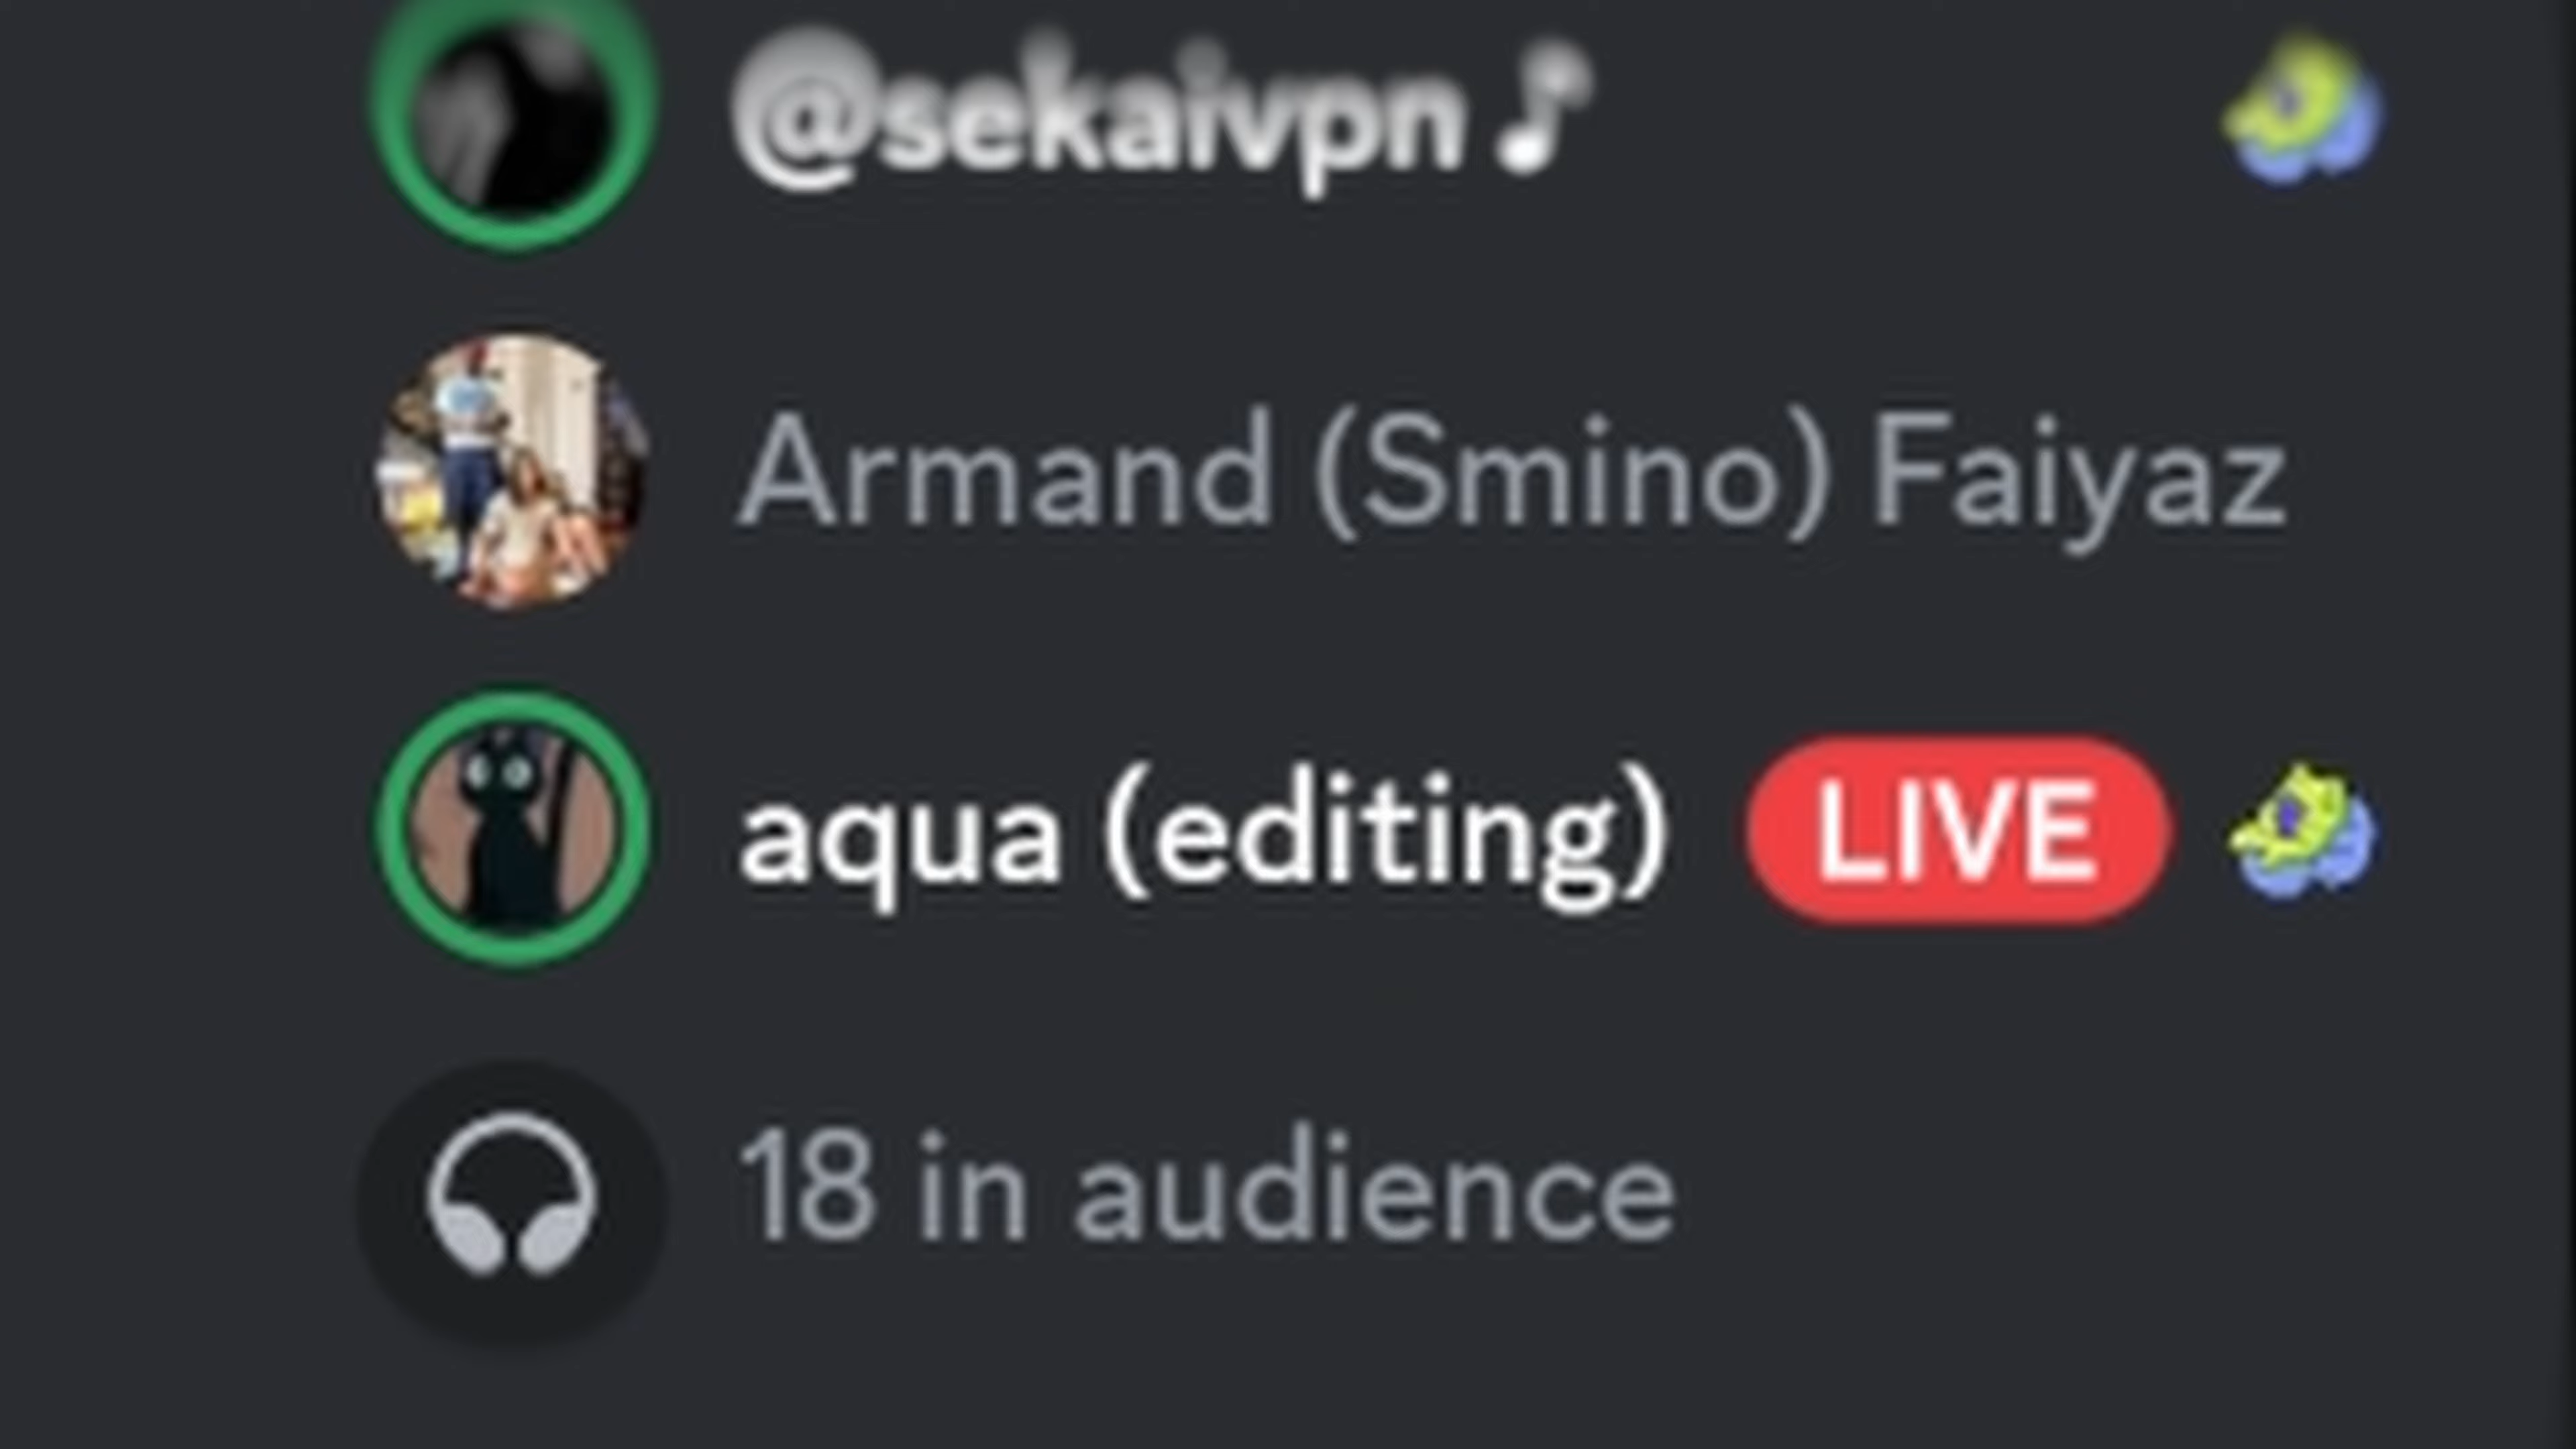 @sekaivpn ♪
Armand (Smino) Faiyaz
aqua (editing) LIVE
18 in audience